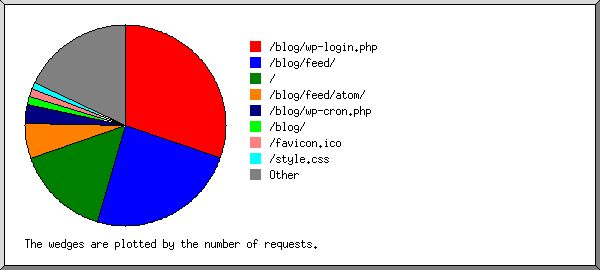 /blog/wp-login.php
/blog/feed/
/
/blog/feed/atom/
/blog/wp-cron.php
/blog/
/favicon.ico
/style.css
Other
The wedges are plotted by the number of requests.